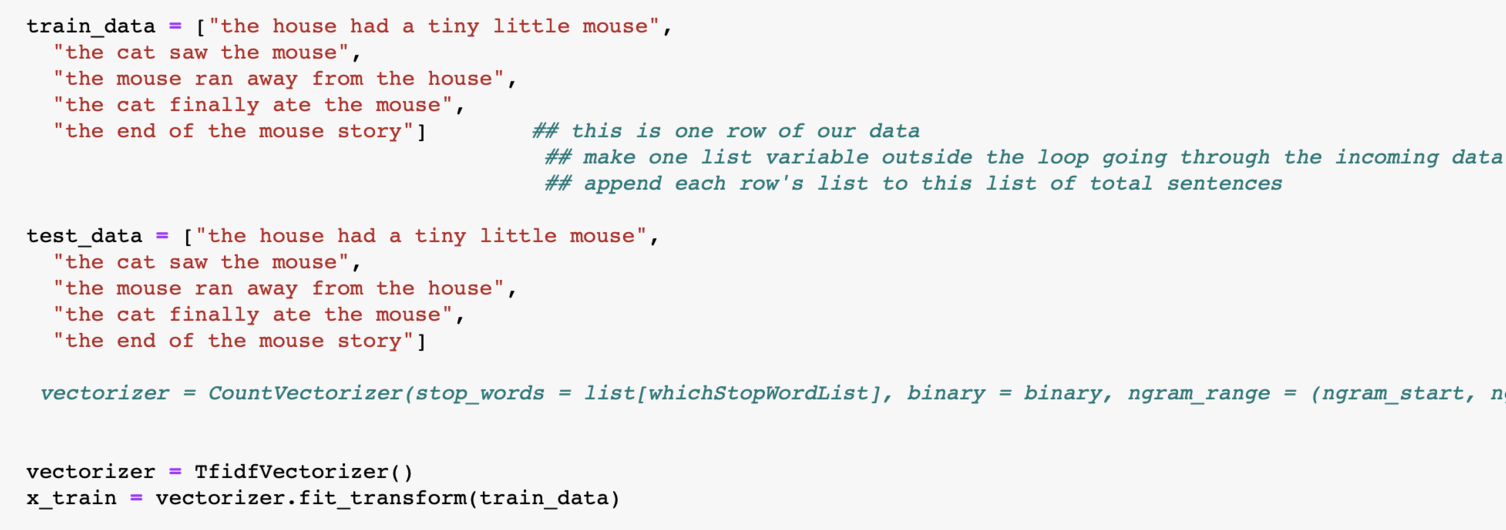 train_data = ["the house had a tiny little mouse",
"the cat saw the mouse",
"the mouse ran away from the house",
"the cat finally ate the mouse",
"the end of the mouse story"] ## this is one row of our data
## make one list variable outside the loop going through the incoming data
## append each row's list to this list of total sentences
test_data = ["the house had a tiny little mouse",
"the cat saw the mouse",
"the mouse ran away from the house",
"the cat finally ate the mouse",
"the end of the mouse story"]
vectorizer = CountVectorizer(stop_words = list[whichStopWordList], binary = binary, ngram_range = (ngram_start,
vectorizer = TfidfVectorizer()
x_train = vectorizer.fit_transform(train_data)